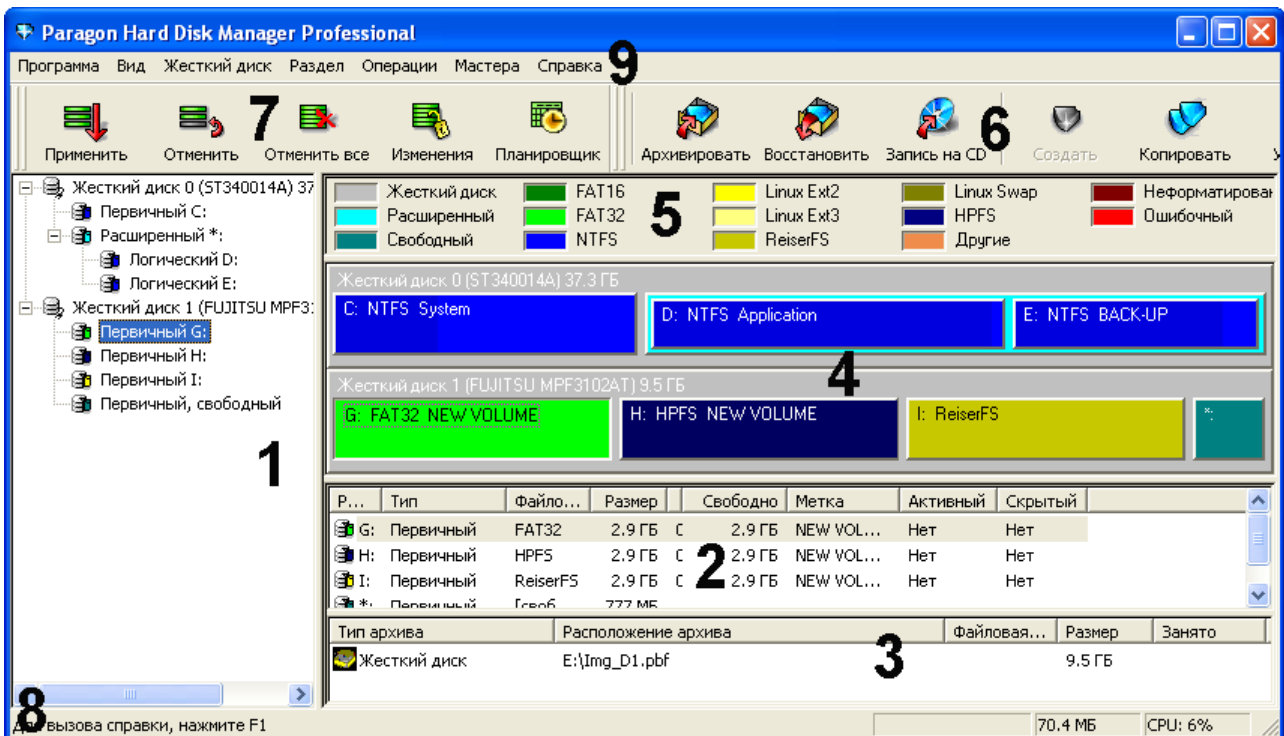 Paragon Hard Disk Manager Professional
Программа Вид Жесткий диск Раздел Операции Мастера Справка 9
7 6
Применить Отменить Отменить все Изменения Планировщик Архивировать Восстановить Запись на CD Создать Копировать
Жесткий диск 0 (ST340014A) 37
Первичный C:
Расширенный *:
Логический D:
Логический E:
Жесткий диск 1 (FUJITSU MPF3
Первичный G:
Первичный H:
Первичный I:
Первичный, свободный
1
Жесткий диск FAT16 Linux Ext2 Linux Swap Неформатирован
Расширенный FAT32 5 Linux Ext3 HPFS Ошибочный
Свободный NTFS ReiserFS Другие
Жесткий диск 0 (ST340014A) 37.3 ГБ
C: NTFS System D: NTFS Application E: NTFS BACK-UP
4
Жесткий диск 1 (FUJITSU MPF3102AT) 9.5 ГБ
G: FAT32 NEW VOLUME H: HPFS NEW VOLUME I: ReiserFS *:
Р... Тип Файло... Размер Свободно Метка Активный Скрытый
G: Первичный FAT32 2.9 ГБ 2.9 ГБ NEW VOL... Нет Нет
H: Первичный HPFS 2.9 ГБ 2.9 ГБ NEW VOL... Нет Нет
I: Первичный ReiserFS 2.9 ГБ 2.9 ГБ NEW VOL... Нет Нет
2
*: Первичный [своб 777 МБ
Тип архива Расположение архива Файловая... Размер Занято
Жесткий диск E:\Img_D1.pbf 9.5 ГБ
3
8
Для вызова справки, нажмите F1 70.4 МБ CPU: 6%